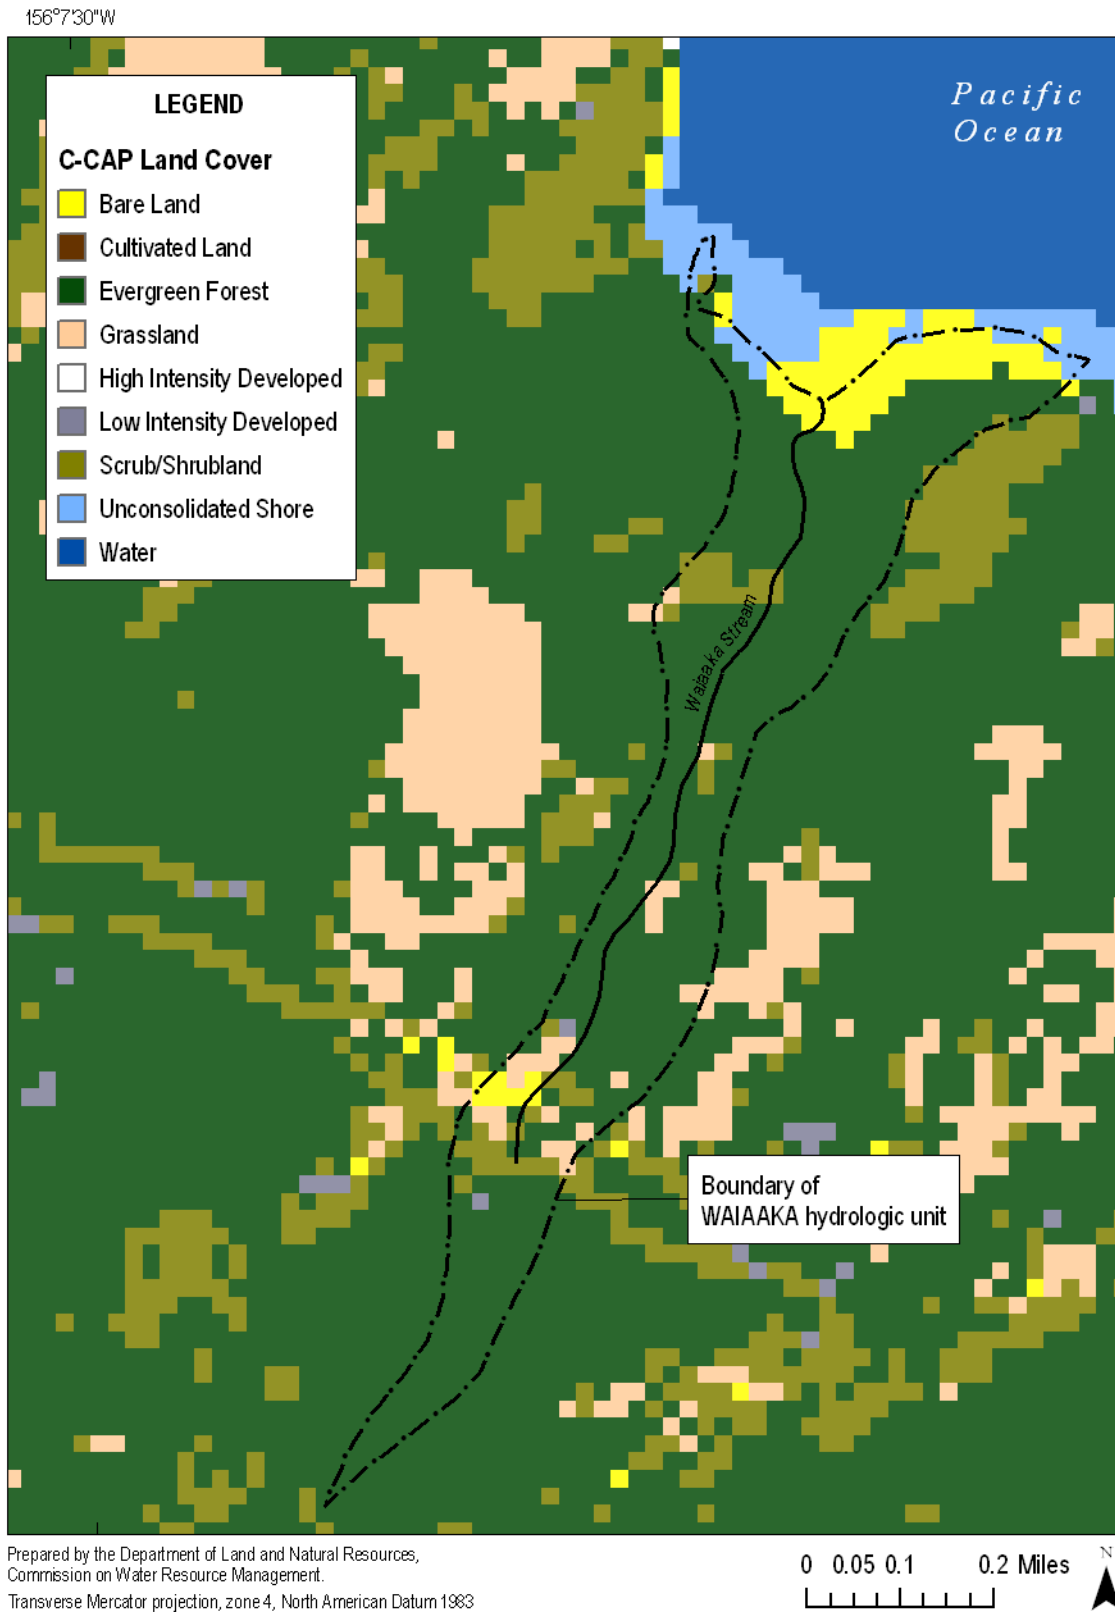 156°7'30"W
Pacific
Ocean
LEGEND
C-CAP Land Cover
Bare Land
Cultivated Land
Evergreen Forest
Grassland
High Intensity Developed
Low Intensity Developed
Scrub/Shrubland
Unconsolidated Shore
Water
Waiaaka Stream
Boundary of
WAIAAKA hydrologic unit
Prepared by the Department of Land and Natural Resources,
Commission on Water Resource Management.
Transverse Mercator projection, zone 4, North American Datum 1983
0 0.05 0.1 0.2 Miles
N